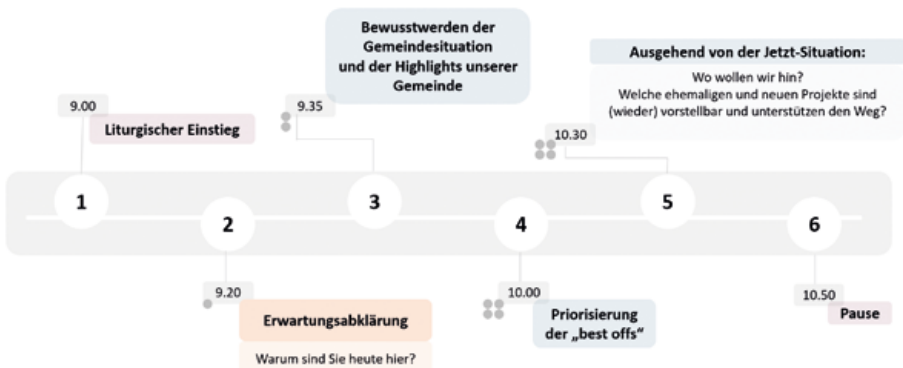 9.00
Liturgischer Einstieg
9.35
Bewusstwerden der
Gemeindesituation
und der Highlights unserer
Gemeinde
10.30
Ausgehend von der Jetzt-Situation:
Wo wollen wir hin?
Welche ehemaligen und neuen Projekte sind
(wieder) vorstellbar und unterstützen den Weg?
1
2
3
4
5
6
9.20
Erwartungsabklärung
Warum sind Sie heute hier?
10.00
Priorisierung
der „best offs“
10.50
Pause